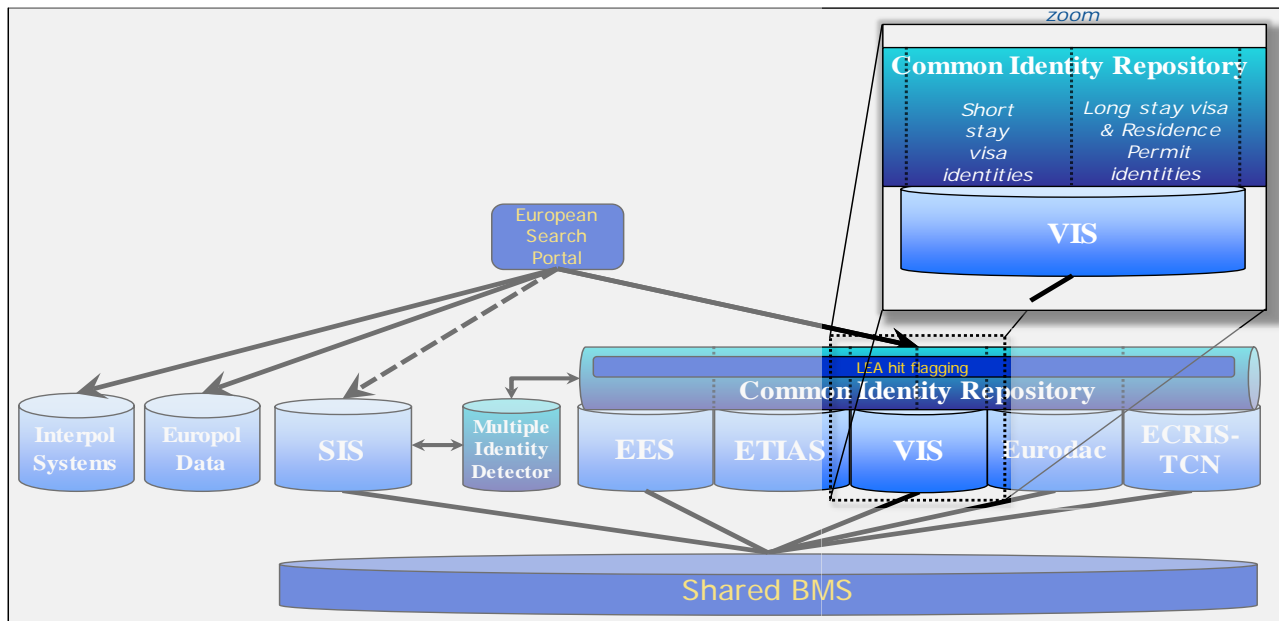 zoom
Common Identity Repository
Short
stay
visa
identities
Long stay visa
& Residence
Permit
identities
VIS
European
Search
Portal
LEA hit flagging
Common Identity Repository
Interpol
Systems
Europol
Data
SIS
Multiple
Identity
Detector
EES
ETIAS
VIS
Eurodac
ECRIS-
TCN
Shared BMS